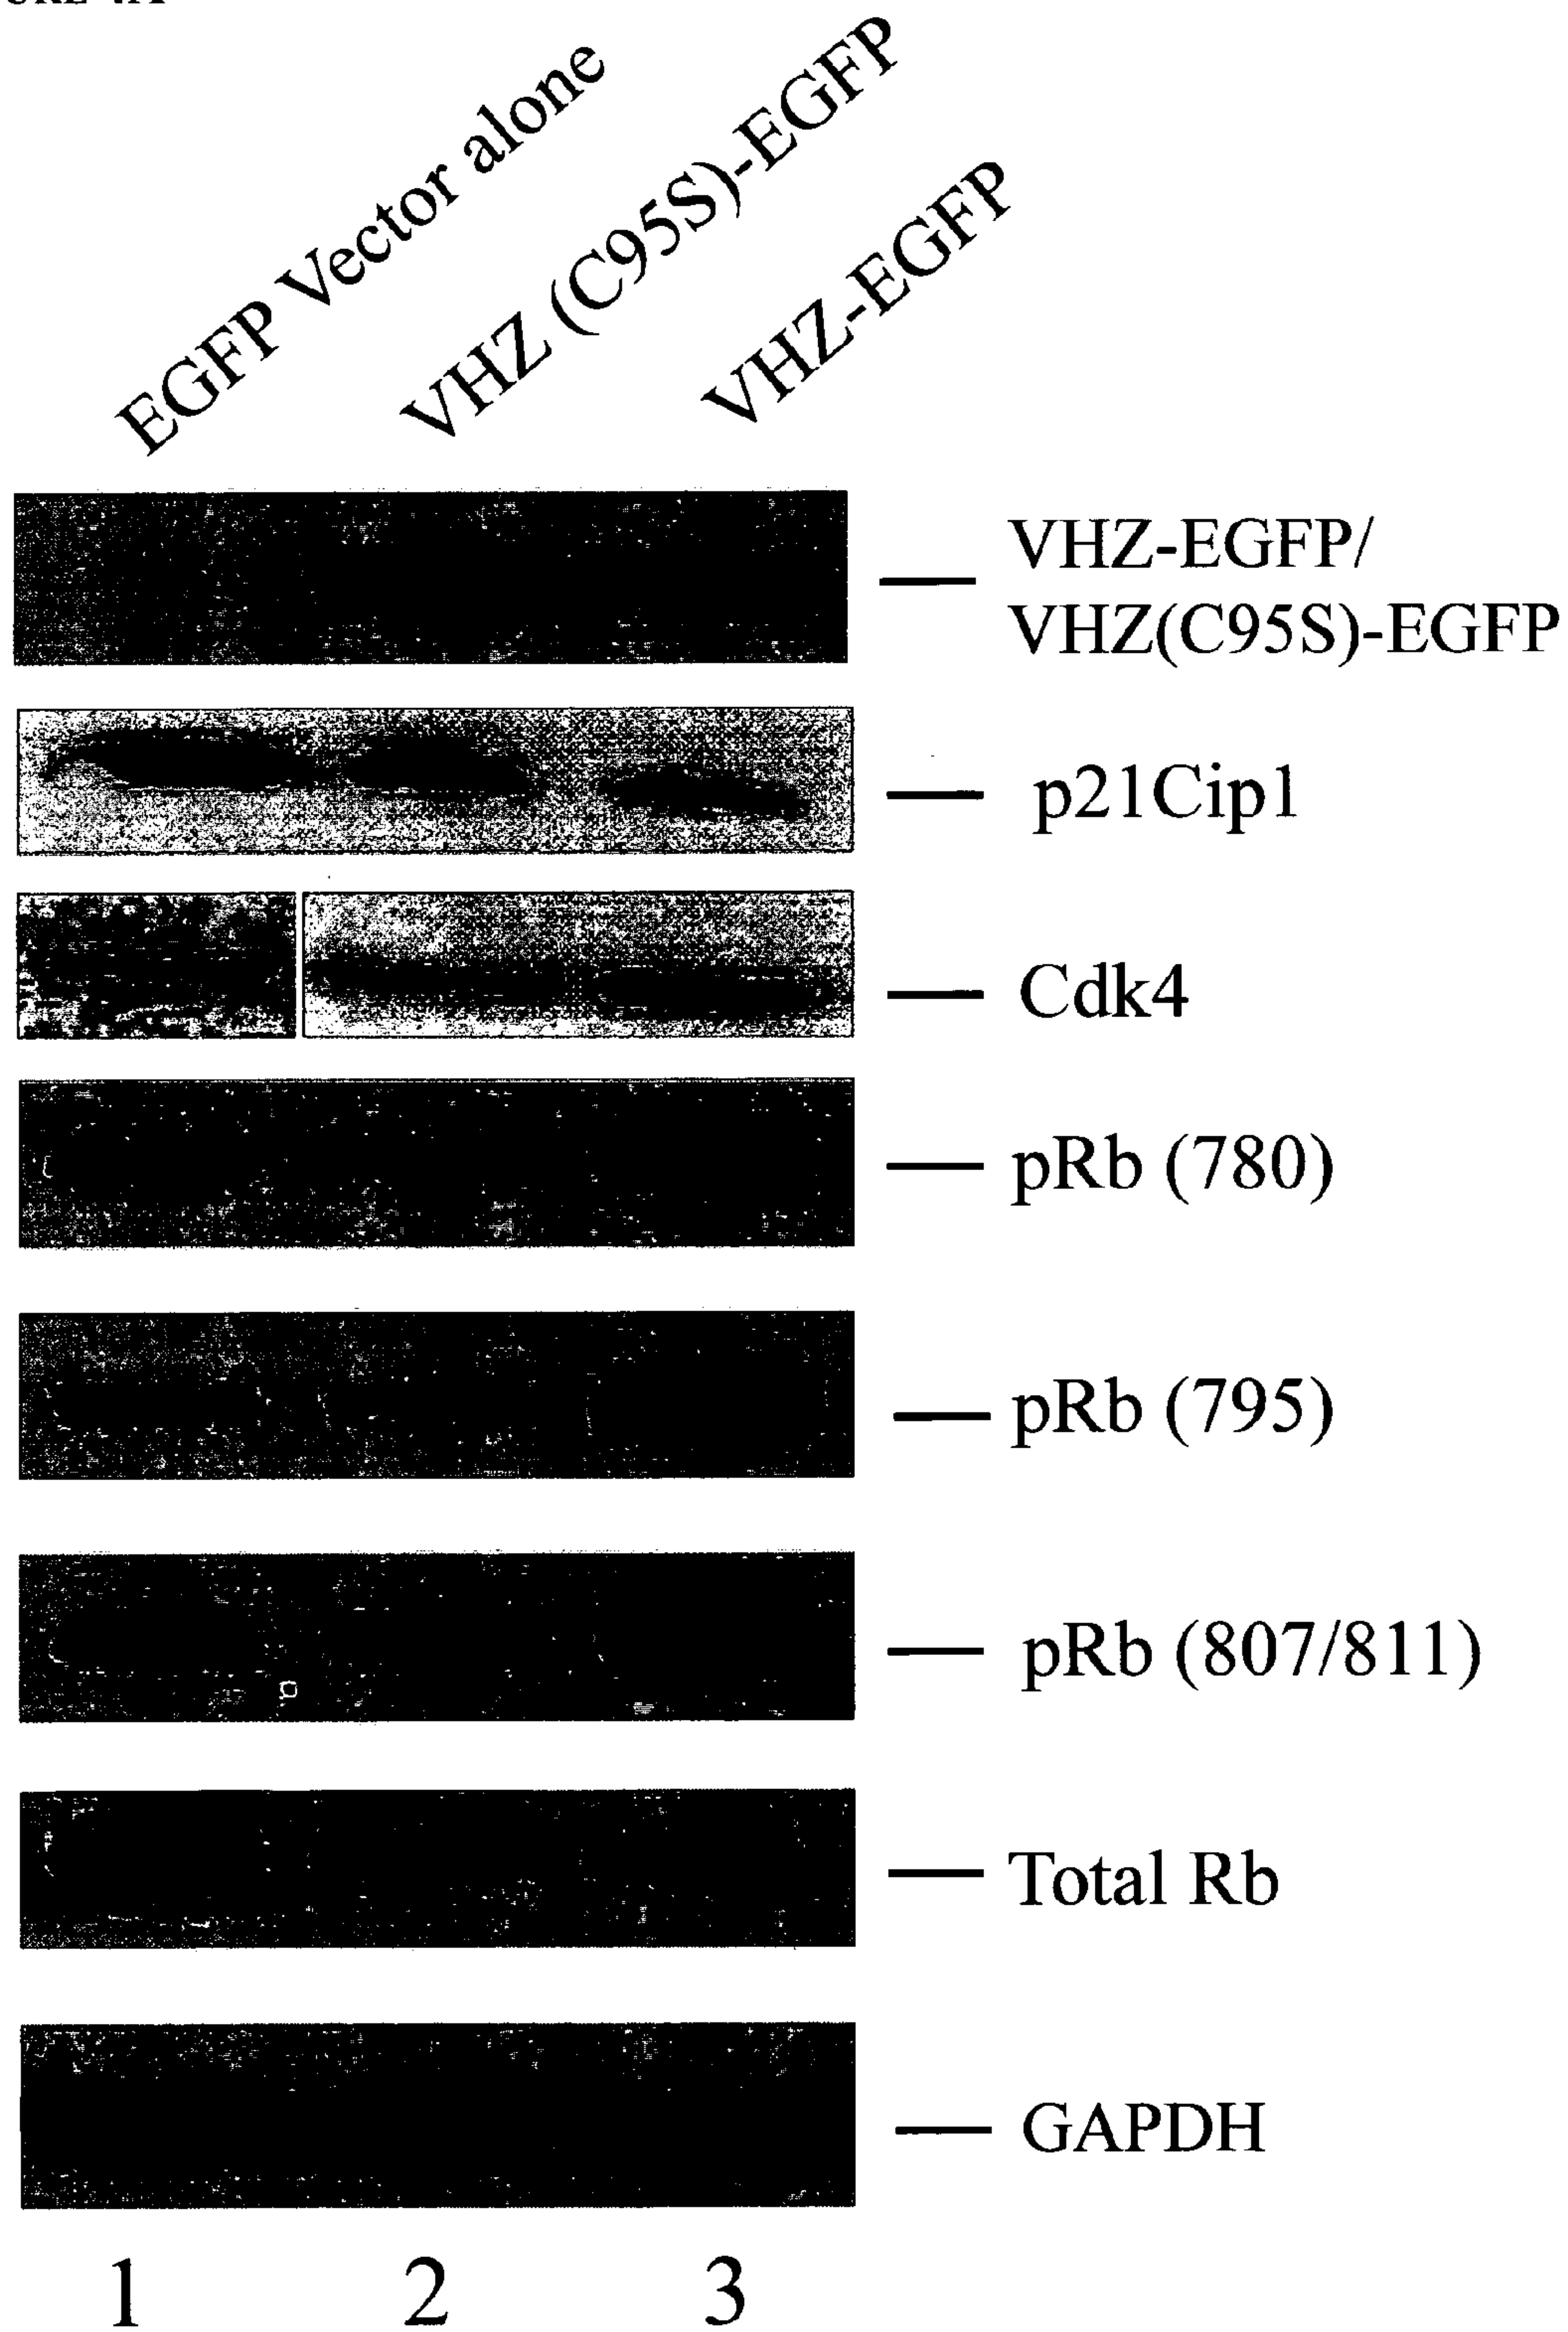 EGFP Vector alone
VHZ (C95S)-EGFP
VHZ-EGFP
VHZ-EGFP/
VHZ(C95S)-EGFP
p21Cip1
Cdk4
pRb (780)
pRb (795)
pRb (807/811)
Total Rb
GAPDH
1 2 3